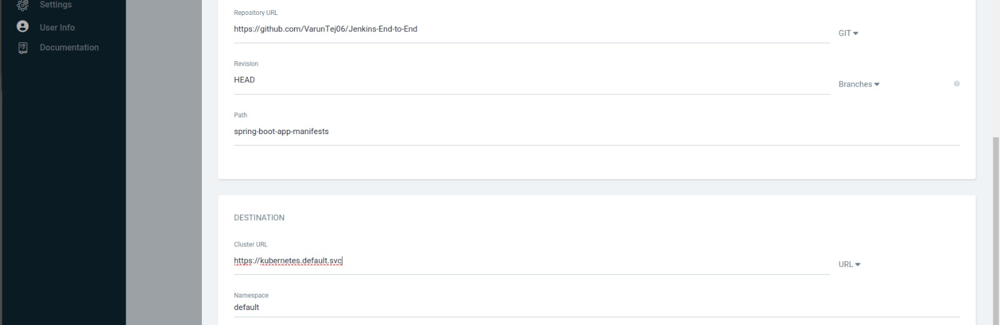 Settings
User Info
Documentation
Repository URL
https://github.com/VarunTej06/Jenkins-End-to-End
GIT
Revision
HEAD
Branches
?
Path
spring-boot-app-manifests
DESTINATION
Cluster URL
https://kubernetes.default.svc
URL
Namespace
default